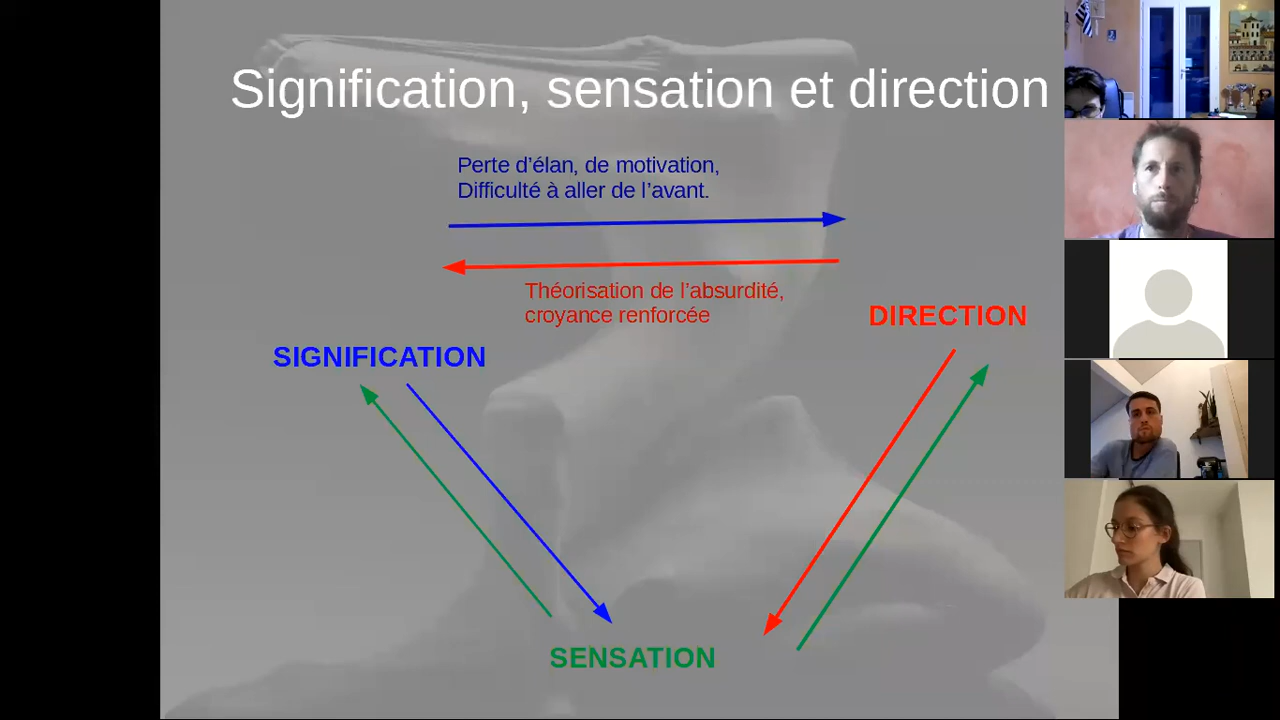 Signification, sensation et direction
Perte d’élan, de motivation,
Difficulté à aller de l’avant.
Théorisation de l’absurdité,
croyance renforcée
DIRECTION
SIGNIFICATION
SENSATION